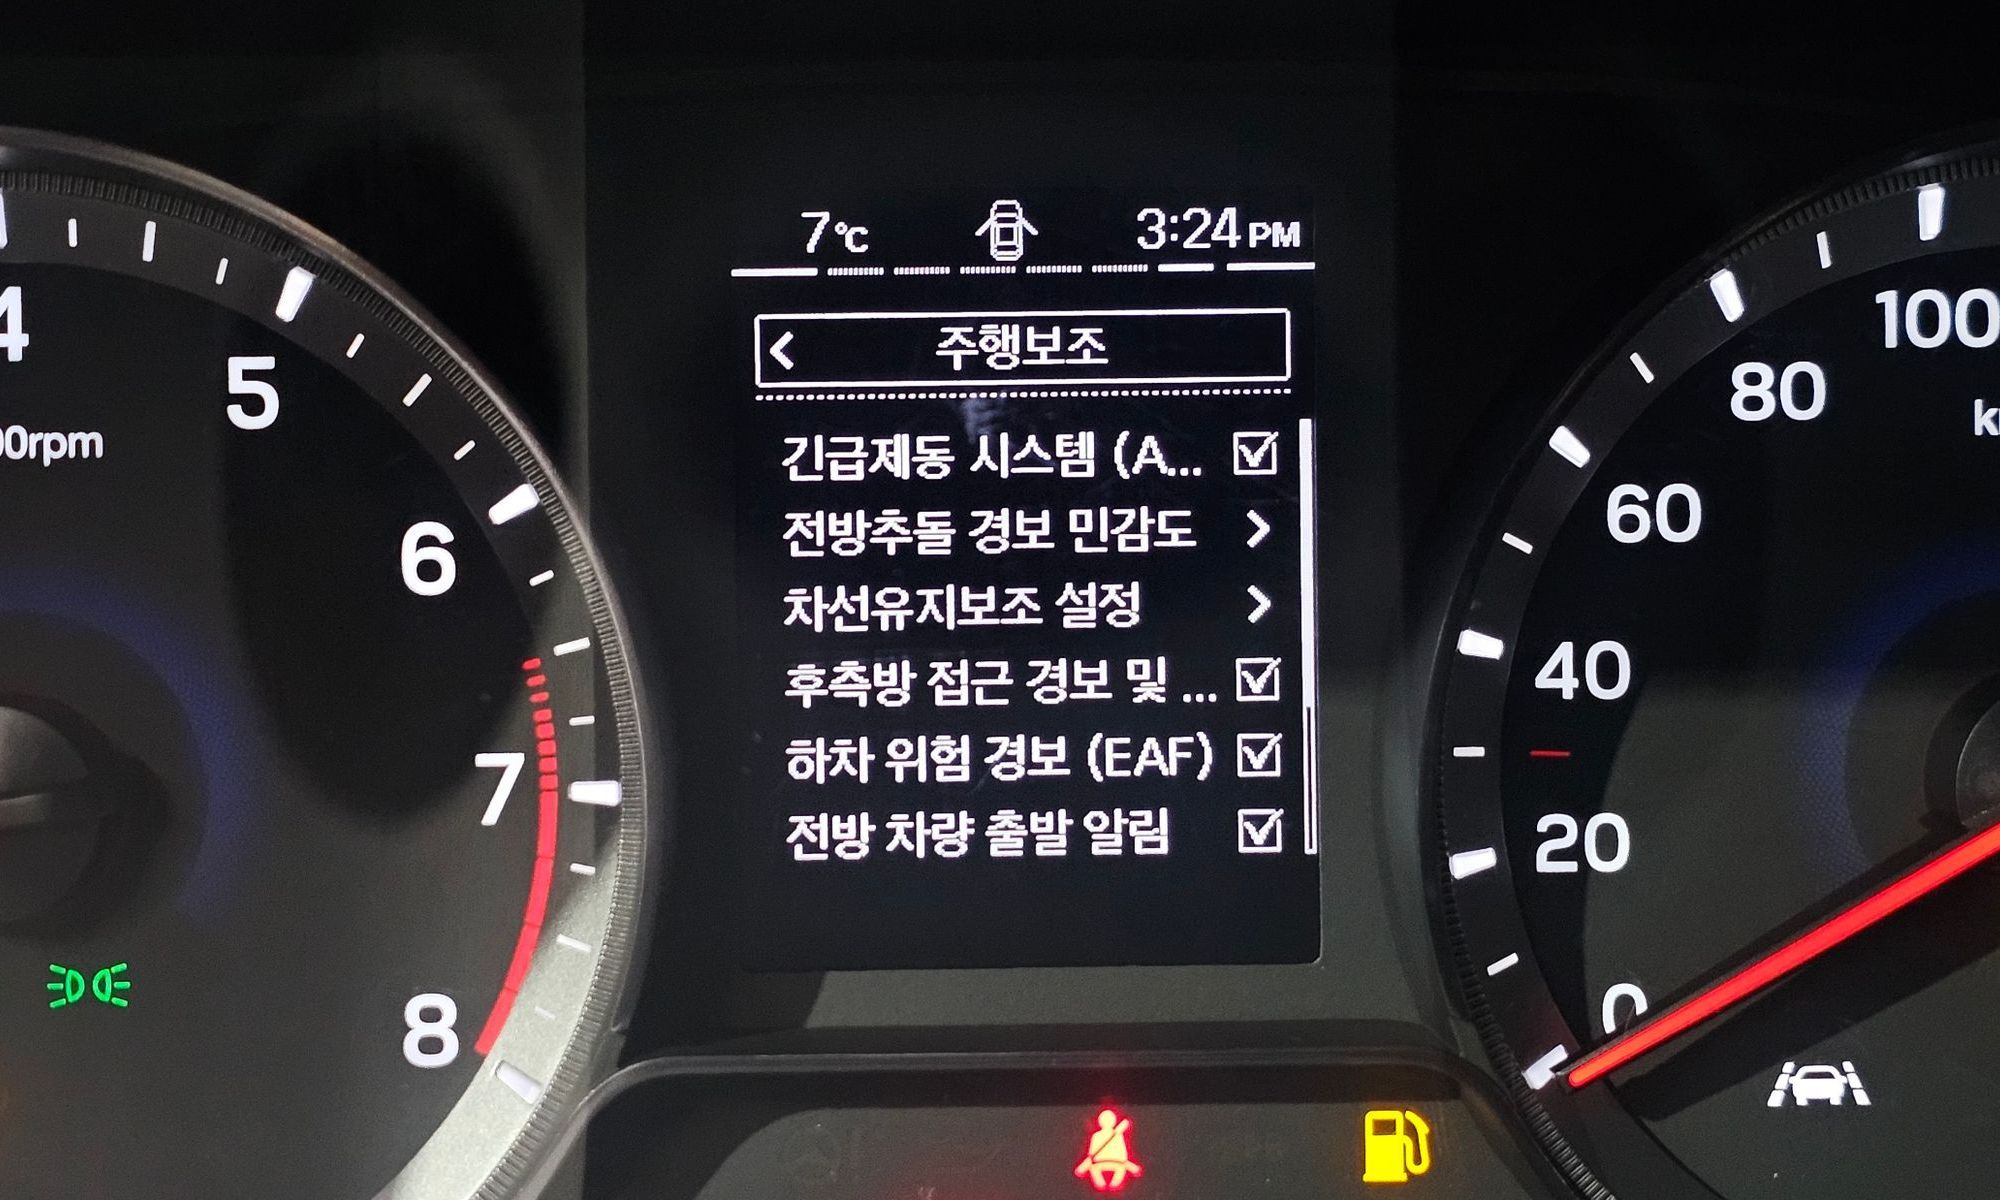 7°C 3:24 PM
주행보조
긴급제동 시스템 (A...
전방추돌 경보 민감도
차선유지보조 설정
후측방 접근 경보 및 ...
하차 위험 경보 (EAF)
전방 차량 출발 알림
4
5
00rpm
6
7
8
100
80
60
40
20
0